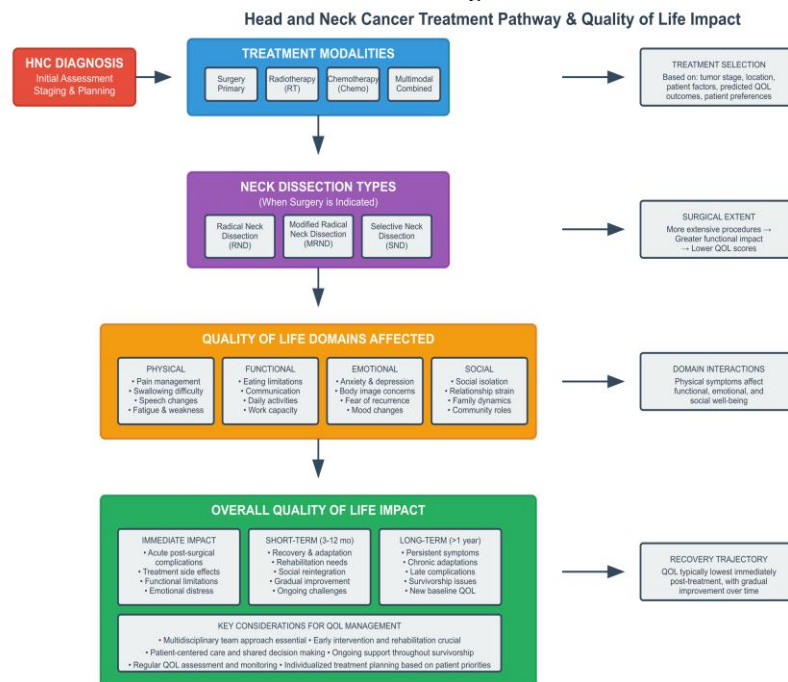 Head and Neck Cancer Treatment Pathway & Quality of Life Impact
HNC DIAGNOSIS
Initial Assessment
Staging & Planning
TREATMENT MODALITIES
Surgery
Primary
Radiotherapy
(RT)
Chemotherapy
(Chemo)
Multimodal
Combined
TREATMENT SELECTION
Based on: tumor stage, location,
patient factors, predicted QOL
outcomes, patient preferences
NECK DISSECTION TYPES
(When Surgery is Indicated)
Radical Neck
Dissection
(RND)
Modified Radical
Neck Dissection
(MRND)
Selective Neck
Dissection
(SND)
SURGICAL EXTENT
More extensive procedures →
Greater functional impact
→ Lower QOL scores
QUALITY OF LIFE DOMAINS AFFECTED
PHYSICAL
• Pain management
• Swallowing difficulty
• Speech changes
• Fatigue & weakness
FUNCTIONAL
• Eating limitations
• Communication
• Daily activities
• Work capacity
EMOTIONAL
• Anxiety & depression
• Body image concerns
• Fear of recurrence
• Mood changes
SOCIAL
• Social isolation
• Relationship strain
• Family dynamics
• Community roles
DOMAIN INTERACTIONS
Physical symptoms affect
functional, emotional, and
social well-being
OVERALL QUALITY OF LIFE IMPACT
IMMEDIATE IMPACT
• Acute post-surgical
complications
• Treatment side effects
• Functional limitations
• Emotional distress
SHORT-TERM (3-12 mo)
• Recovery & adaptation
• Rehabilitation needs
• Social reintegration
• Gradual improvement
• Ongoing challenges
LONG-TERM (>1 year)
• Persistent symptoms
• Chronic adaptations
• Late complications
• Survivorship issues
• New baseline QOL
RECOVERY TRAJECTORY
QOL typically lowest immediately
post-treatment, with gradual
improvement over time
KEY CONSIDERATIONS FOR QOL MANAGEMENT
• Multidisciplinary team approach essential • Early intervention and rehabilitation crucial
• Patient-centered care and shared decision making • Ongoing support throughout survivorship
• Regular QOL assessment and monitoring • Individualized treatment planning based on patient priorities